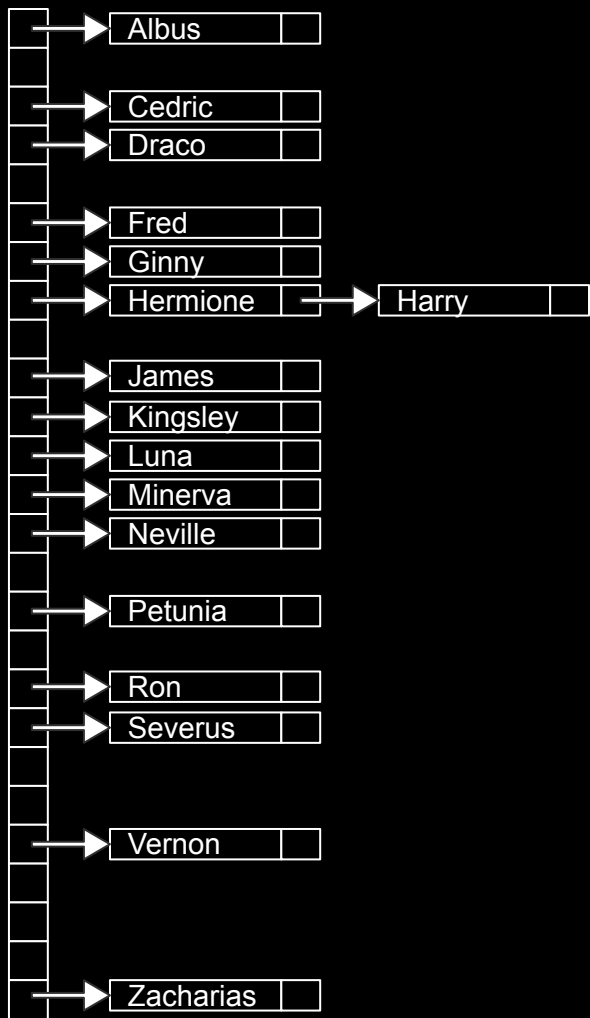 Albus
Cedric
Draco
Fred
Ginny
Hermione Harry
James
Kingsley
Luna
Minerva
Neville
Petunia
Ron
Severus
Vernon
Zacharias